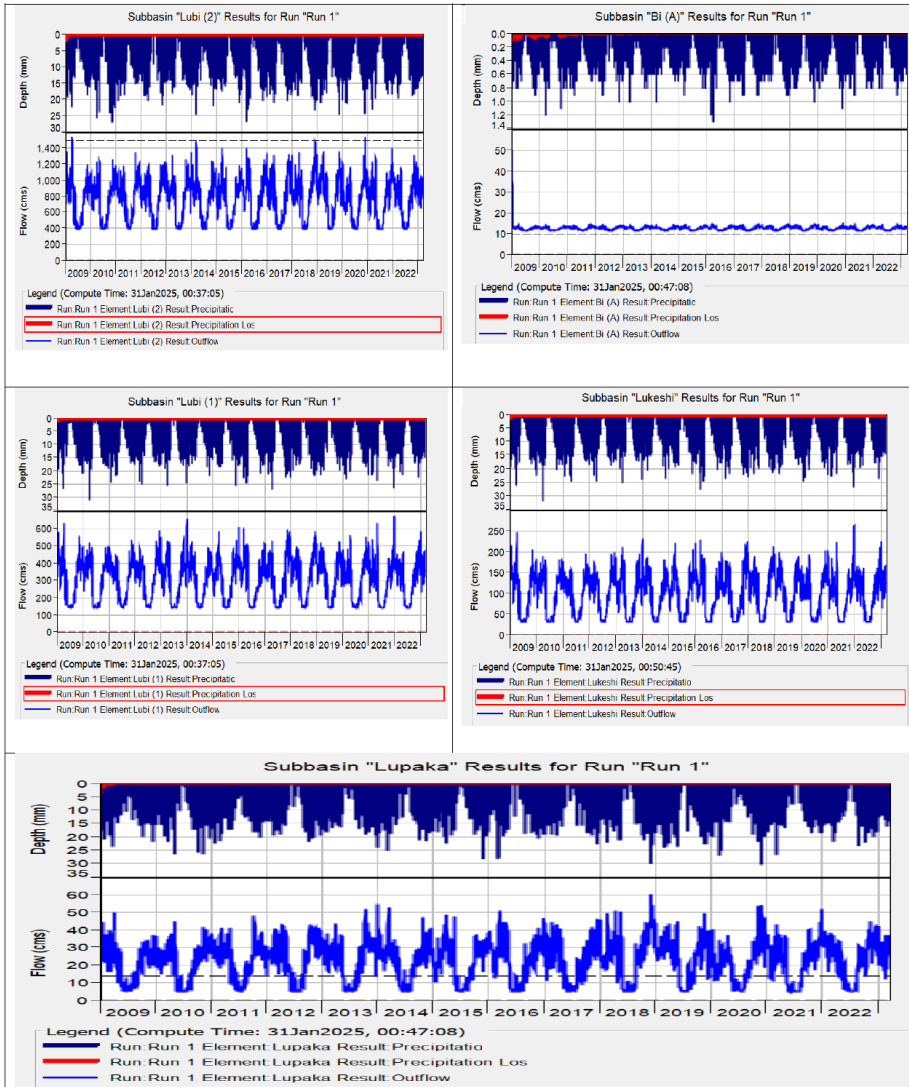 Subbasin "Lubi (2)" Results for Run "Run 1"
Depth (mm)
0
5
10
15
20
25
30
Flow (cms)
1,400
1,200
1,000
800
600
400
200
0
2009 2010 2011 2012 2013 2014 2015 2016 2017 2018 2019 2020 2021 2022
Legend (Compute Time: 31Jan2025, 00:37:05)
Run:Run 1 Element:Lubi (2) Result:Precipitatic
Run:Run 1 Element:Lubi (2) Result:Precipitation Los
Run:Run 1 Element:Lubi (2) Result:Outflow
Subbasin "Bi (A)" Results for Run "Run 1"
Depth (mm)
0.0
0.2
0.4
0.6
0.8
1.0
1.2
1.4
Flow (cms)
50
40
30
20
10
0
2009 2010 2011 2012 2013 2014 2015 2016 2017 2018 2019 2020 2021 2022
Legend (Compute Time: 31Jan2025, 00:47:08)
Run:Run 1 Element:Bi (A) Result:Precipitatic
Run:Run 1 Element:Bi (A) Result:Precipitation Los
Run:Run 1 Element:Bi (A) Result:Outflow
Subbasin "Lubi (1)" Results for Run "Run 1"
Depth (mm)
0
5
10
15
20
25
30
35
Flow (cms)
600
500
400
300
200
100
0
2009 2010 2011 2012 2013 2014 2015 2016 2017 2018 2019 2020 2021 2022
Legend (Compute Time: 31Jan2025, 00:37:05)
Run:Run 1 Element:Lubi (1) Result:Precipitatic
Run:Run 1 Element:Lubi (1) Result:Precipitation Los
Run:Run 1 Element:Lubi (1) Result:Outflow
Subbasin "Lukeshi" Results for Run "Run 1"
Depth (mm)
0
5
10
15
20
25
30
35
Flow (cms)
250
200
150
100
50
0
2009 2010 2011 2012 2013 2014 2015 2016 2017 2018 2019 2020 2021 2022
Legend (Compute Time: 31Jan2025, 00:50:45)
Run:Run 1 Element:Lukeshi Result:Precipitatio
Run:Run 1 Element:Lukeshi Result:Precipitation Los
Run:Run 1 Element:Lukeshi Result:Outflow
Subbasin "Lupaka" Results for Run "Run 1"
Depth (mm)
0
5
10
15
20
25
30
35
Flow (cms)
60
50
40
30
20
10
0
2009 2010 2011 2012 2013 2014 2015 2016 2017 2018 2019 2020 2021 2022
Legend (Compute Time: 31Jan2025, 00:47:08)
Run:Run 1 Element:Lupaka Result:Precipitatio
Run:Run 1 Element:Lupaka Result:Precipitation Los
Run:Run 1 Element:Lupaka Result:Outflow